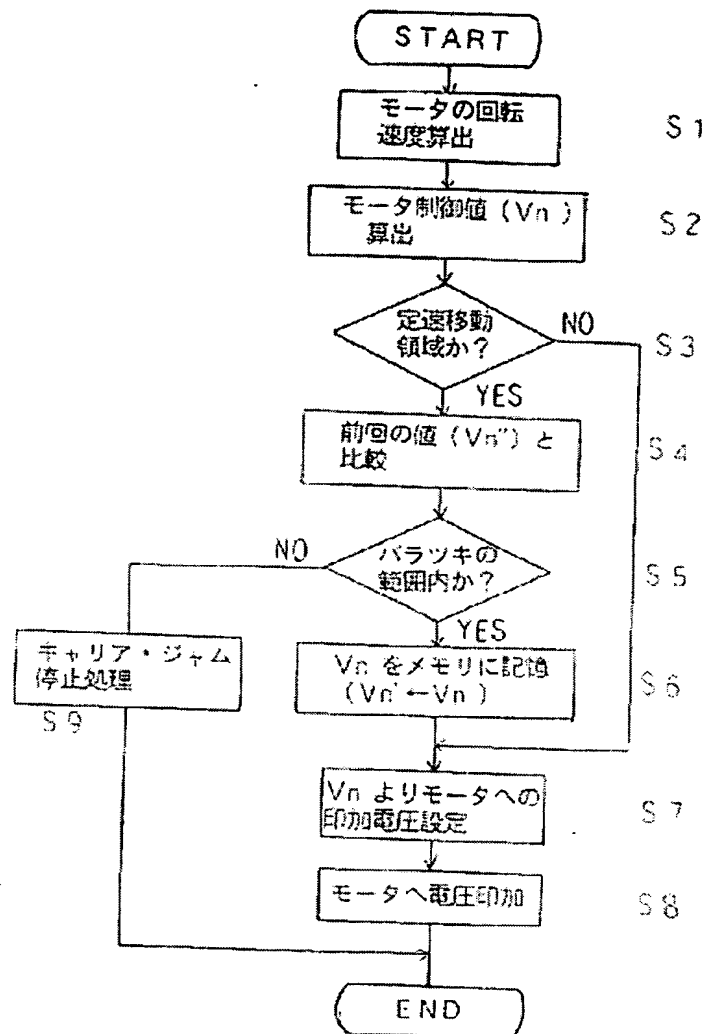 START
モータの回転
速度算出
S1
モータ制御値 (Vn)
算出
S2
定速移動
領域か?
NO
S3
YES
前回の値 (Vn'') と
比較
S4
NO
バラツキの
範囲内か?
S5
YES
キャリア・ジャム
停止処理
S9
Vn をメモリに記憶
(Vn'←Vn)
S6
Vn よりモータへの
印加電圧設定
S7
モータへ電圧印加
S8
END